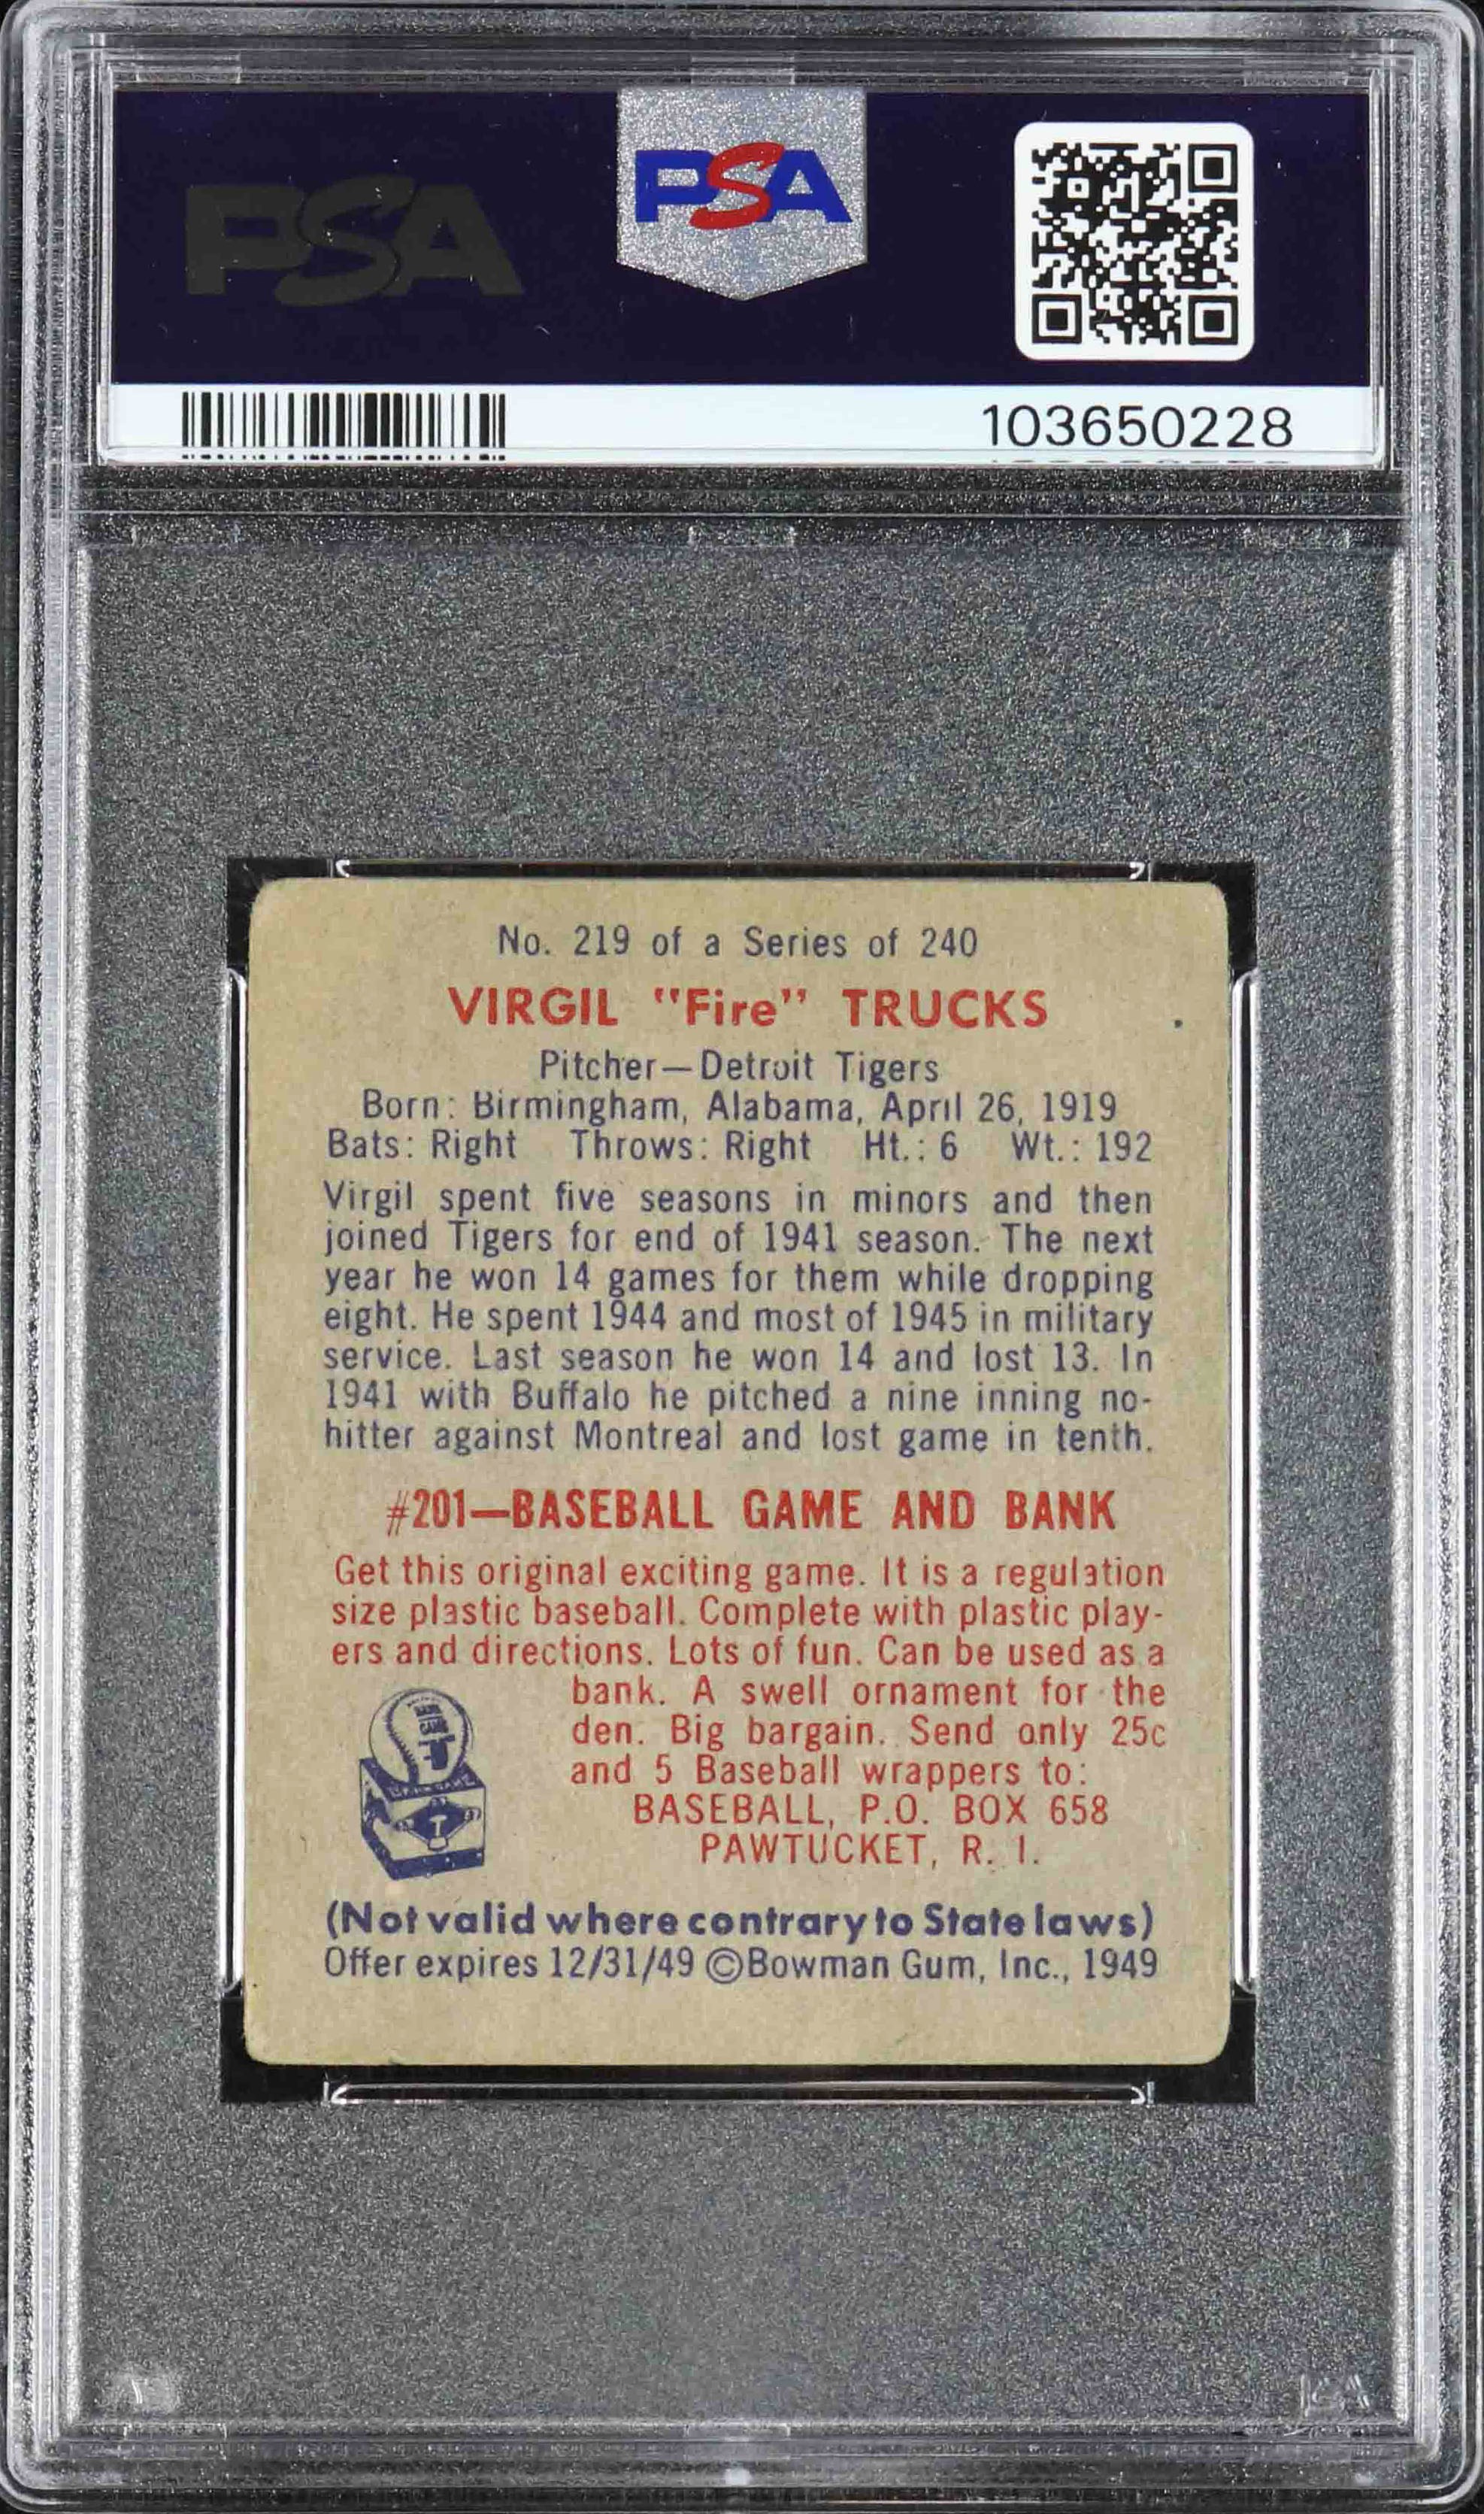 PSA
PSA
103650228
No. 219 of a Series of 240
VIRGIL "Fire" TRUCKS
Pitcher—Detroit Tigers
Born: Birmingham, Alabama, April 26, 1919
Bats: Right Throws: Right Ht.: 6 Wt.: 192
Virgil spent five seasons in minors and then
joined Tigers for end of 1941 season. The next
year he won 14 games for them while dropping
eight. He spent 1944 and most of 1945 in military
service. Last season he won 14 and lost 13. In
1941 with Buffalo he pitched a nine inning no-
hitter against Montreal and lost game in tenth.
#201—BASEBALL GAME AND BANK
Get this original exciting game. It is a regulation
size plastic baseball. Complete with plastic play-
ers and directions. Lots of fun. Can be used as a
bank. A swell ornament for the
den. Big bargain. Send only 25c
and 5 Baseball wrappers to:
BASEBALL, P.O. BOX 658
PAWTUCKET, R. I.
(Not valid where contrary to State laws)
Offer expires 12/31/49 ©Bowman Gum, Inc., 1949